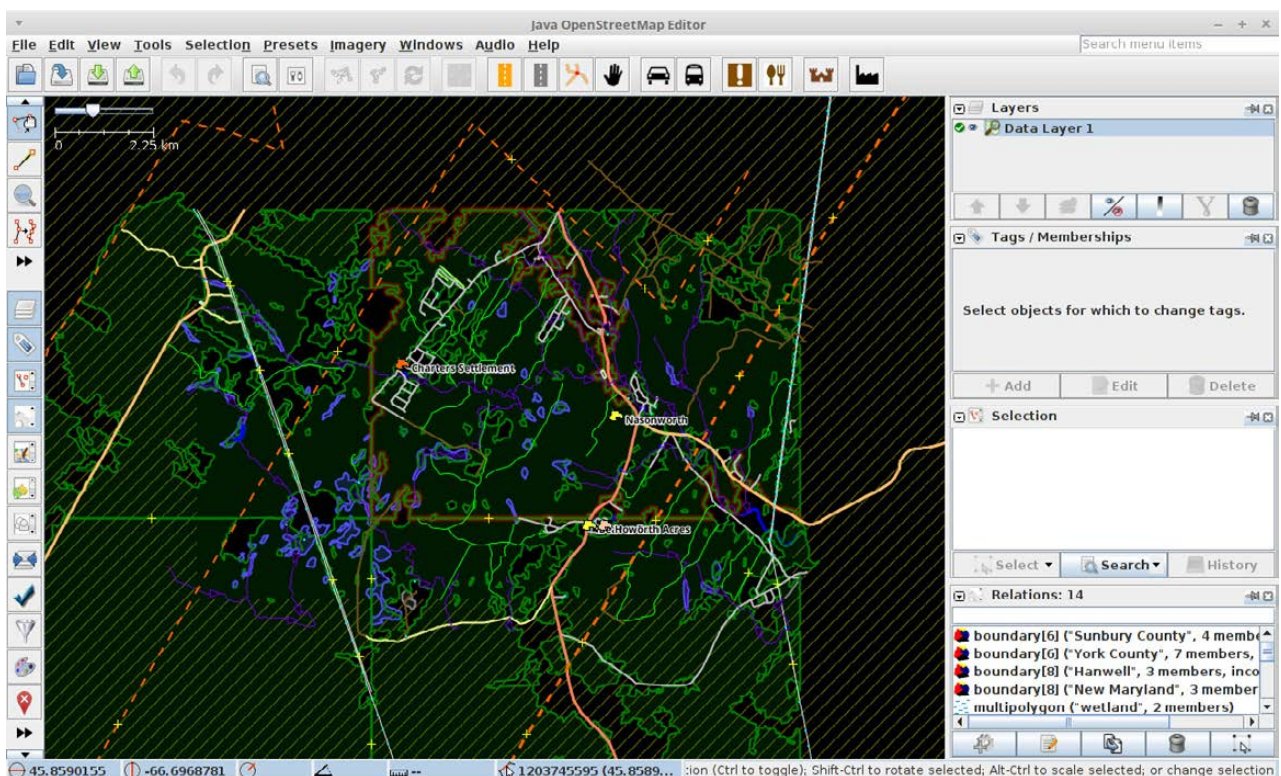 Java OpenStreetMap Editor
File Edit View Tools Selection Presets Imagery Windows Audio Help
Search menu items
0 2.25 km
Layers
Data Layer 1
Tags / Memberships
Select objects for which to change tags.
Add Edit Delete
Charters Settlement
Nasonworth
Howorth Acres
Selection
Select Search History
Relations: 14
boundary[6] ("Sunbury County", 4 membe
boundary[6] ("York County", 7 members,
boundary[8] ("Hanwell", 3 members, inco
boundary[8] ("New Maryland", 3 member
multipolygon ("wetland", 2 members)
45.8590155 -66.6968781 -- 1203745595 (45.8589... :ion (Ctrl to toggle); Shift-Ctrl to rotate selected; Alt-Ctrl to scale selected; or change selection